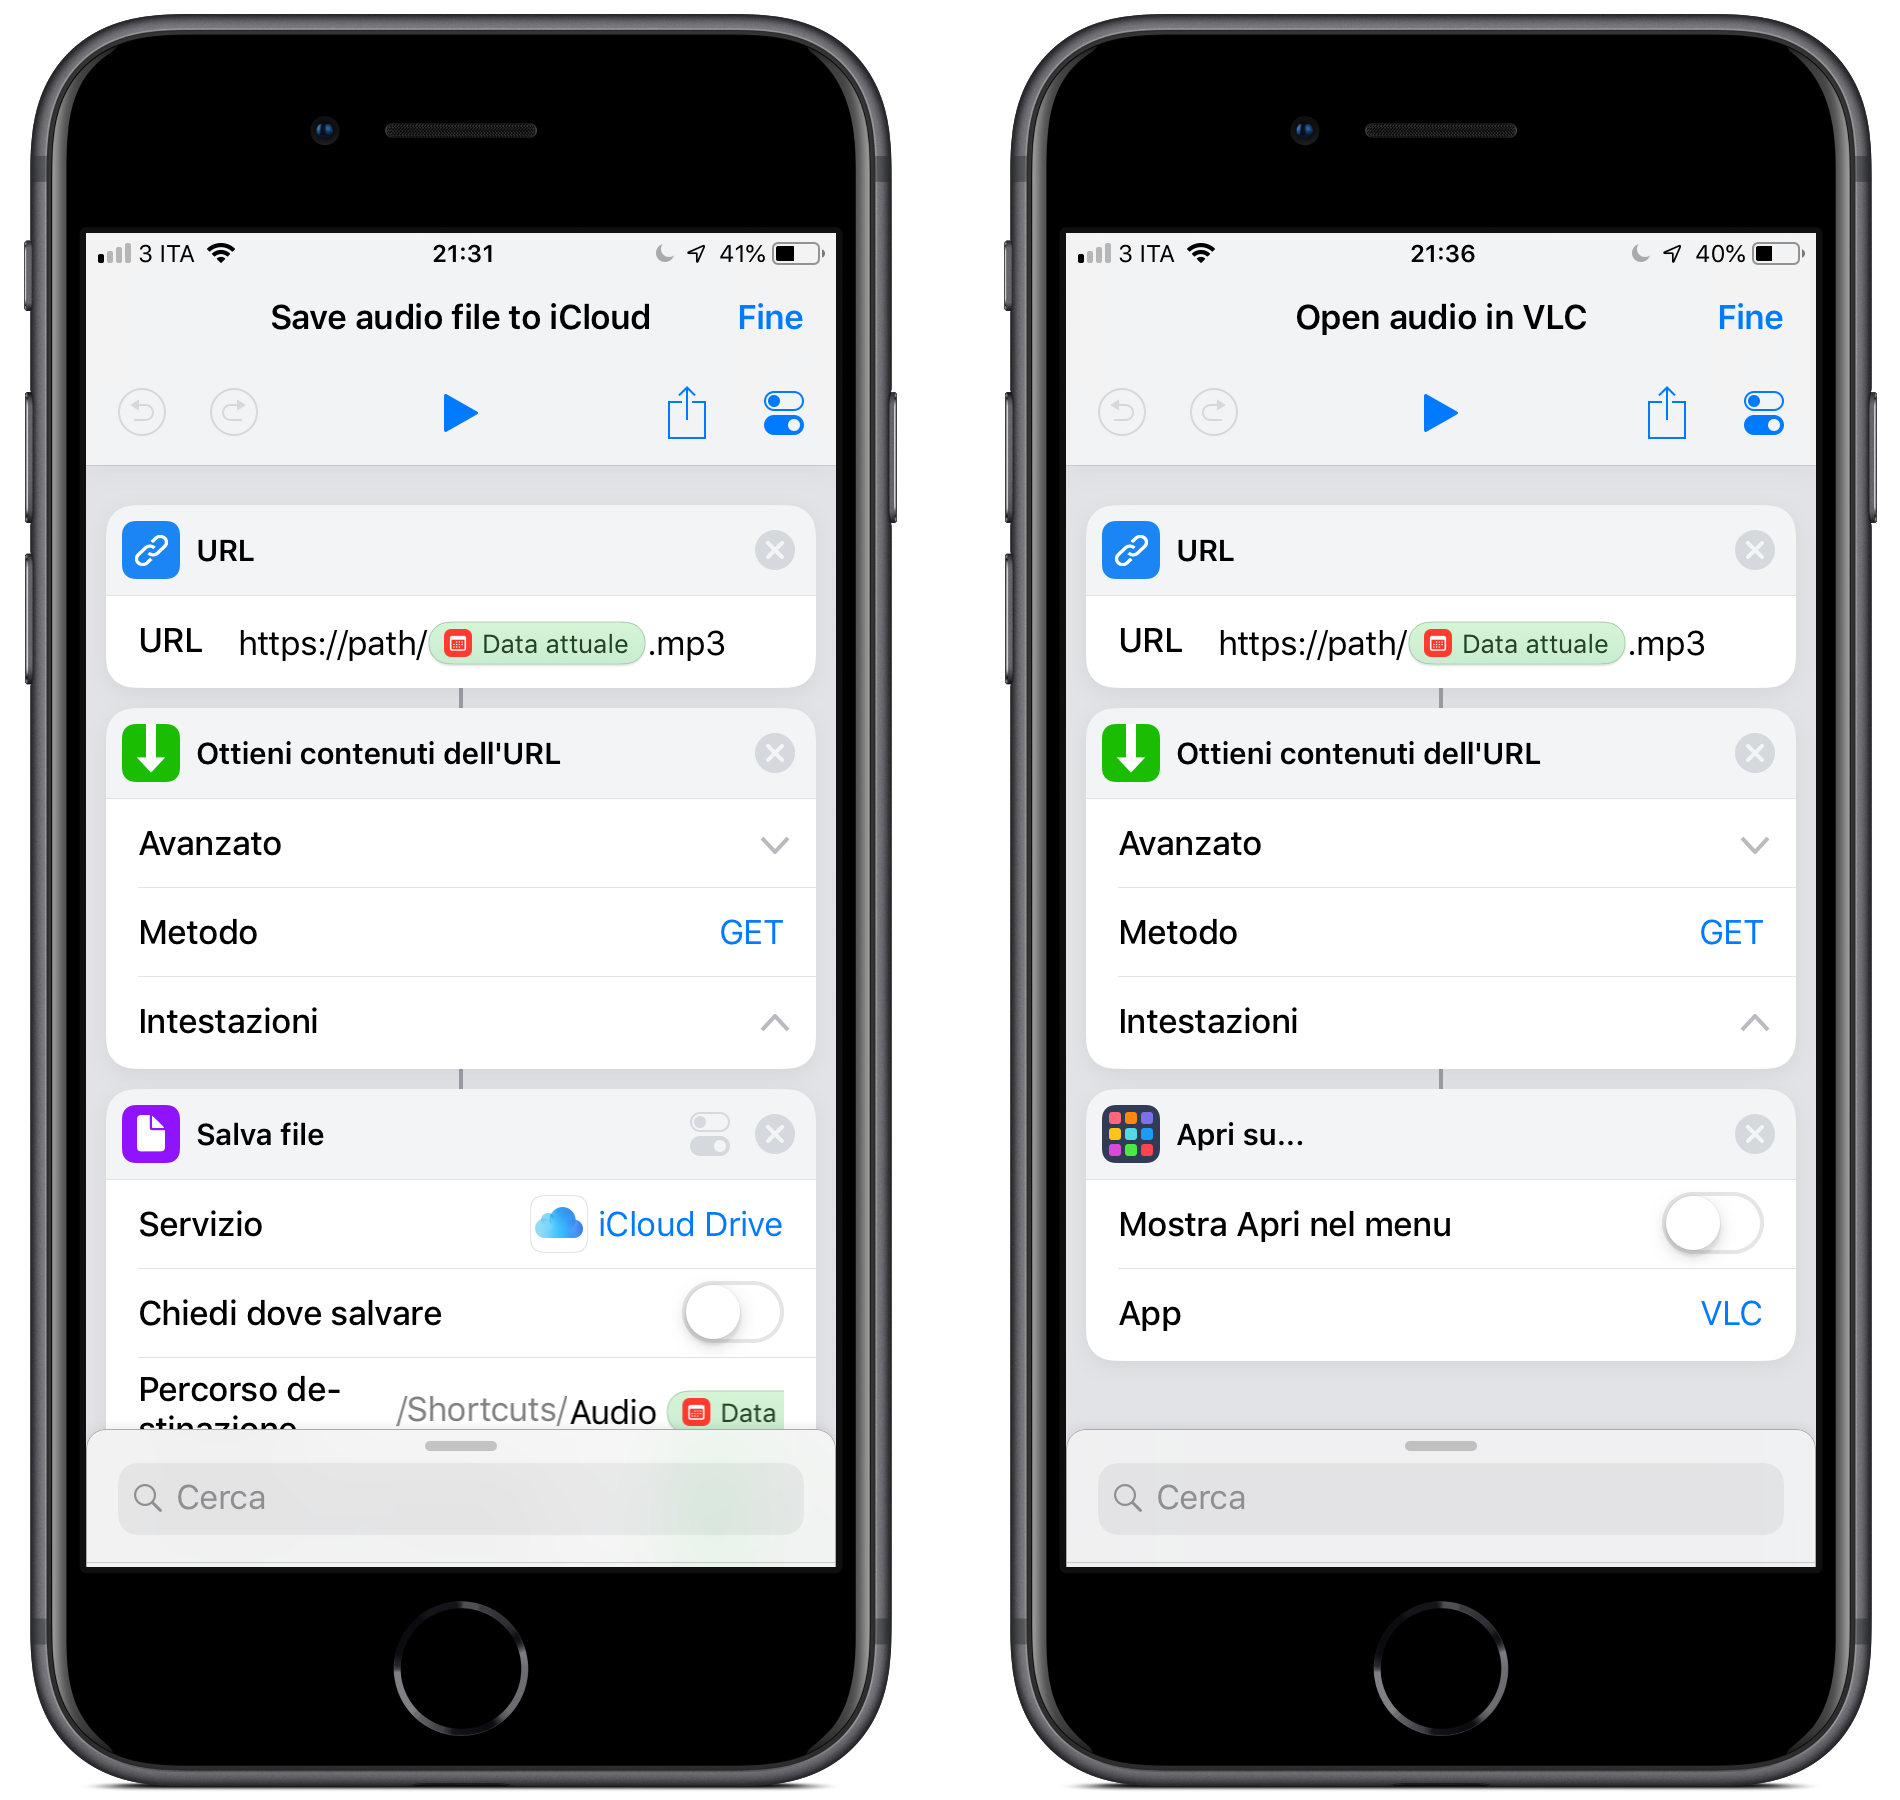 3 ITA 21:31 41%
Save audio file to iCloud Fine
URL
URL https://path/ Data attuale .mp3
Ottieni contenuti dell'URL
Avanzato
Metodo GET
Intestazioni
Salva file
Servizio iCloud Drive
Chiedi dove salvare
Percorso de-
stinazione /Shortcuts/Audio Data
Cerca
3 ITA 21:36 40%
Open audio in VLC Fine
URL
URL https://path/ Data attuale .mp3
Ottieni contenuti dell'URL
Avanzato
Metodo GET
Intestazioni
Apri su...
Mostra Apri nel menu
App VLC
Cerca